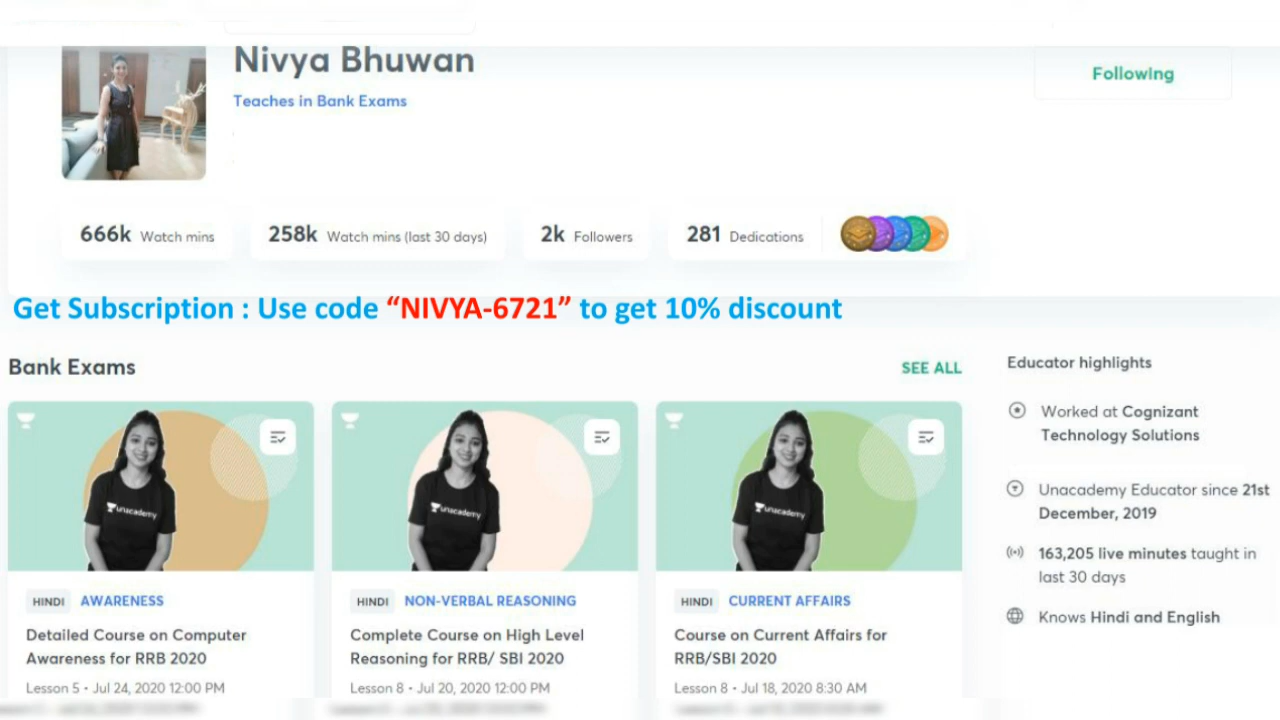 Nivya Bhuwan
Following
Teaches in Bank Exams
666k Watch mins
258k Watch mins (last 30 days)
2k Followers
281 Dedications
Get Subscription : Use code “NIVYA-6721” to get 10% discount
Bank Exams
SEE ALL
unacademy
HINDI AWARENESS
Detailed Course on Computer
Awareness for RRB 2020
Lesson 5 • Jul 24, 2020 12:00 PM
unacademy
HINDI NON-VERBAL REASONING
Complete Course on High Level
Reasoning for RRB/ SBI 2020
Lesson 8 • Jul 20, 2020 12:00 PM
unacademy
HINDI CURRENT AFFAIRS
Course on Current Affairs for
RRB/SBI 2020
Lesson 8 • Jul 18, 2020 8:30 AM
Educator highlights
Worked at Cognizant
Technology Solutions
Unacademy Educator since 21st
December, 2019
163,205 live minutes taught in
last 30 days
Knows Hindi and English